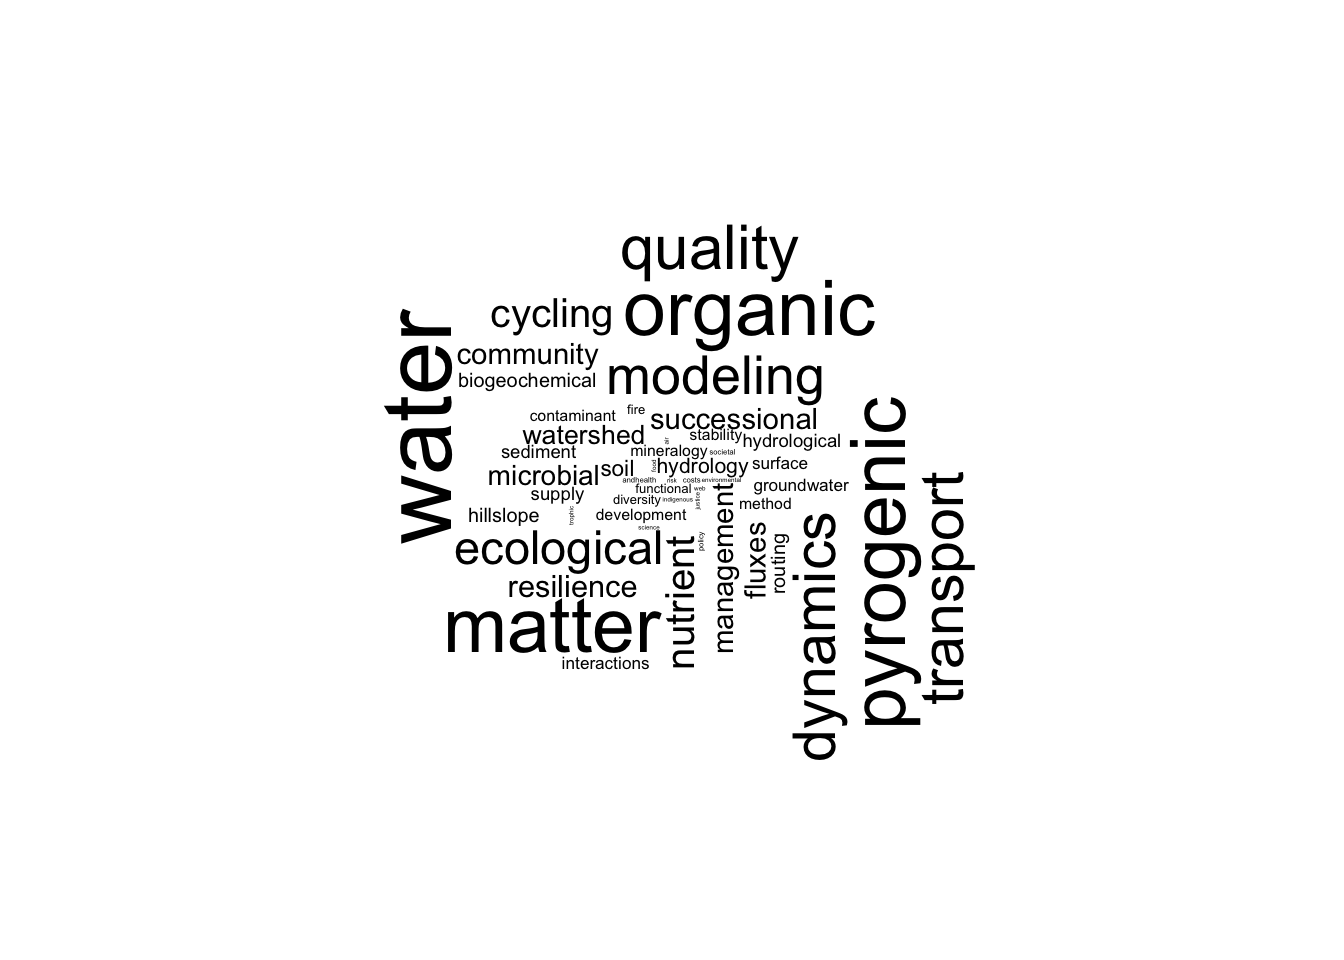 quality
organic
cycling
water
community
modeling
biogeochemical
pyrogenic
fire
contaminant
successional
watershed
stability
air
hydrological
sediment
mineralogy
societal
food
hydrology
surface
soil
microbial
transport
andhealth
risk
costs
environmental
groundwater
functional
web
supply
diversity
indigenous
justice
management
method
trophic
hillslope
development
dynamics
science
fluxes
policy
routing
nutrient
ecological
resilience
matter
interactions